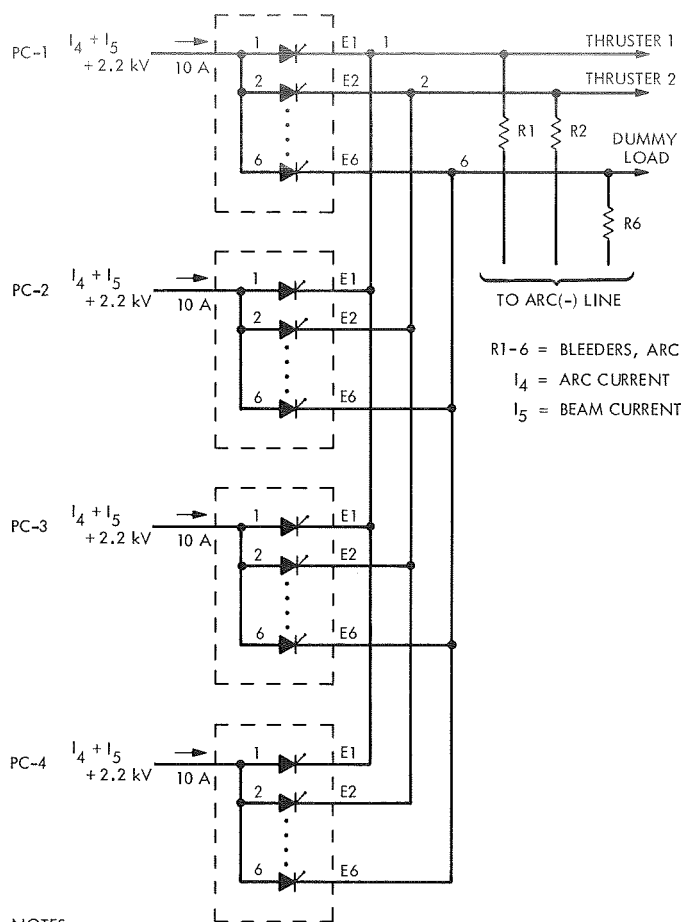 PC-1 I4 + I5 + 2.2 kV 10 A
1 E1 1 THRUSTER 1
2 E2 2 THRUSTER 2
R1 R2
DUMMY LOAD
6 E6 6
R6
TO ARC(-) LINE
PC-2 I4 + I5 + 2.2 kV 10 A
1 E1
2 E2
6 E6
R1-6 = BLEEDERS, ARC
I4 = ARC CURRENT
I5 = BEAM CURRENT
PC-3 I4 + I5 + 2.2 kV 10 A
1 E1
2 E2
6 E6
PC-4 I4 + I5 + 2.2 kV 10 A
1 E1
2 E2
6 E6